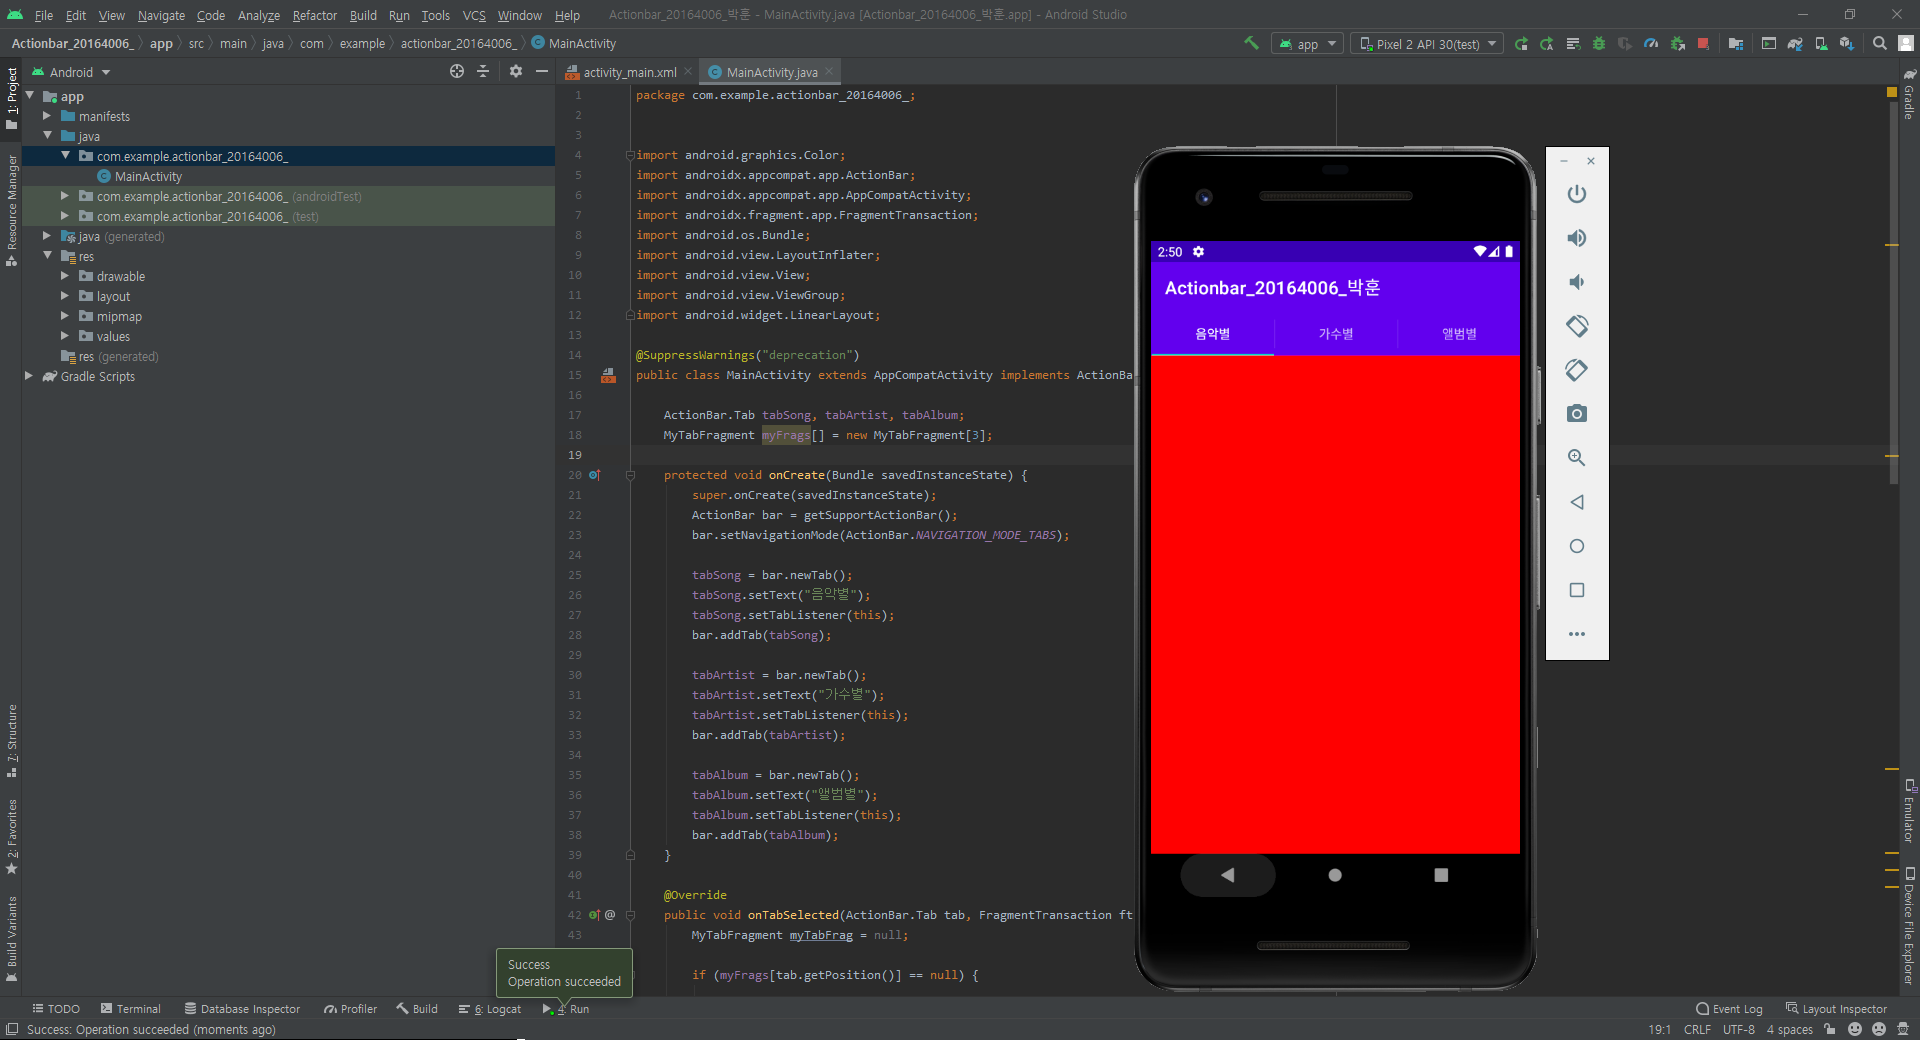 File Edit View Navigate Code Analyze Refactor Build Run Tools VCS Window Help Actionbar_20164006_박훈 - MainActivity.java [Actionbar_20164006_박훈.app] - Android Studio
Actionbar_20164006_ app src main java com example actionbar_20164006_ MainActivity app Pixel 2 API 30(test)
1: Project
Resource Manager
7: Structure
2: Favorites
Build Variants
Android
app
manifests
java
com.example.actionbar_20164006_
MainActivity
com.example.actionbar_20164006_ (androidTest)
com.example.actionbar_20164006_ (test)
java (generated)
res
drawable
layout
mipmap
values
res (generated)
Gradle Scripts
activity_main.xml MainActivity.java
1 package com.example.actionbar_20164006_;
2
3
4 import android.graphics.Color;
5 import androidx.appcompat.app.ActionBar;
6 import androidx.appcompat.app.AppCompatActivity;
7 import androidx.fragment.app.FragmentTransaction;
8 import android.os.Bundle;
9 import android.view.LayoutInflater;
10 import android.view.View;
11 import android.view.ViewGroup;
12 import android.widget.LinearLayout;
13
14 @SuppressWarnings("deprecation")
15 public class MainActivity extends AppCompatActivity implements ActionBa
16
17 ActionBar.Tab tabSong, tabArtist, tabAlbum;
18 MyTabFragment myFrags[] = new MyTabFragment[3];
19
20 protected void onCreate(Bundle savedInstanceState) {
21 super.onCreate(savedInstanceState);
22 ActionBar bar = getSupportActionBar();
23 bar.setNavigationMode(ActionBar.NAVIGATION_MODE_TABS);
24
25 tabSong = bar.newTab();
26 tabSong.setText("음악별");
27 tabSong.setTabListener(this);
28 bar.addTab(tabSong);
29
30 tabArtist = bar.newTab();
31 tabArtist.setText("가수별");
32 tabArtist.setTabListener(this);
33 bar.addTab(tabArtist);
34
35 tabAlbum = bar.newTab();
36 tabAlbum.setText("앨범별");
37 tabAlbum.setTabListener(this);
38 bar.addTab(tabAlbum);
39 }
40
41 @Override
42 public void onTabSelected(ActionBar.Tab tab, FragmentTransaction ft
43 MyTabFragment myTabFrag = null;
if (myFrags[tab.getPosition()] == null) {
2:50
Actionbar_20164006_박훈
음악별 가수별 앨범별
Gradle
Emulator
Device File Explorer
Success
Operation succeeded
TODO Terminal Database Inspector Profiler Build 6: Logcat 4: Run Event Log Layout Inspector
Success: Operation succeeded (moments ago) 19:1 CRLF UTF-8 4 spaces